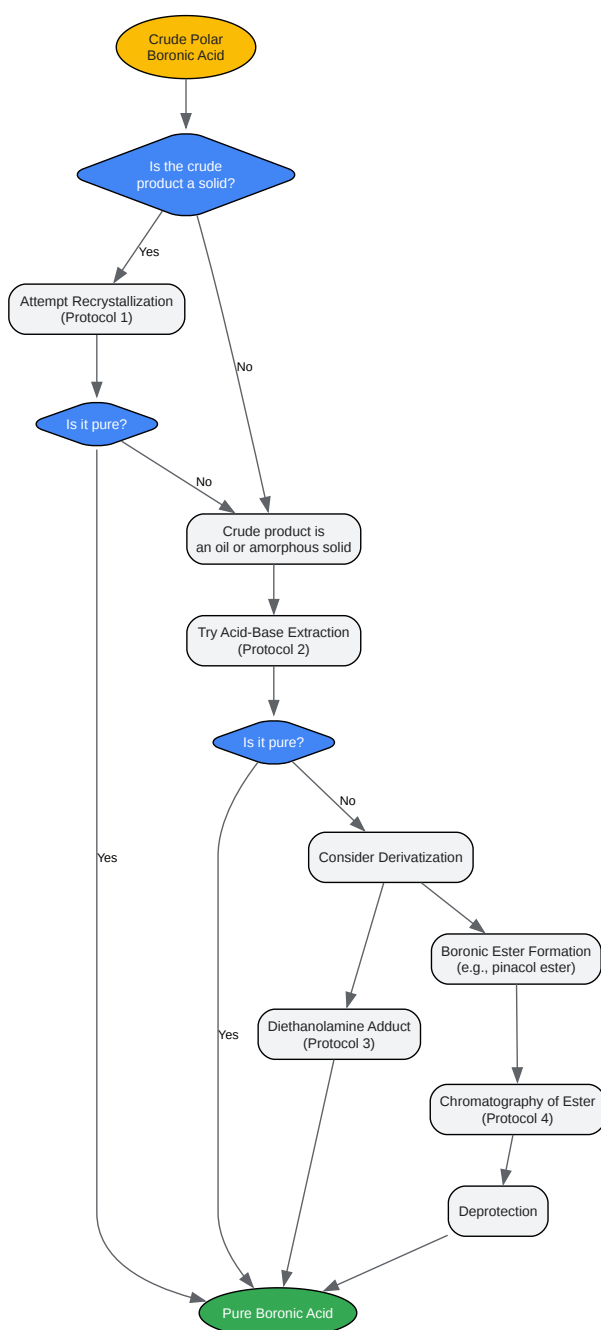 Crude Polar
Boronic Acid
Is the crude
product a solid?
Yes
Attempt Recrystallization
(Protocol 1)
No
Is it pure?
No
Crude product is
an oil or amorphous solid
Try Acid-Base Extraction
(Protocol 2)
Is it pure?
No
Yes
Consider Derivatization
Boronic Ester Formation
(e.g., pinacol ester)
Diethanolamine Adduct
(Protocol 3)
Yes
Chromatography of Ester
(Protocol 4)
Deprotection
Pure Boronic Acid